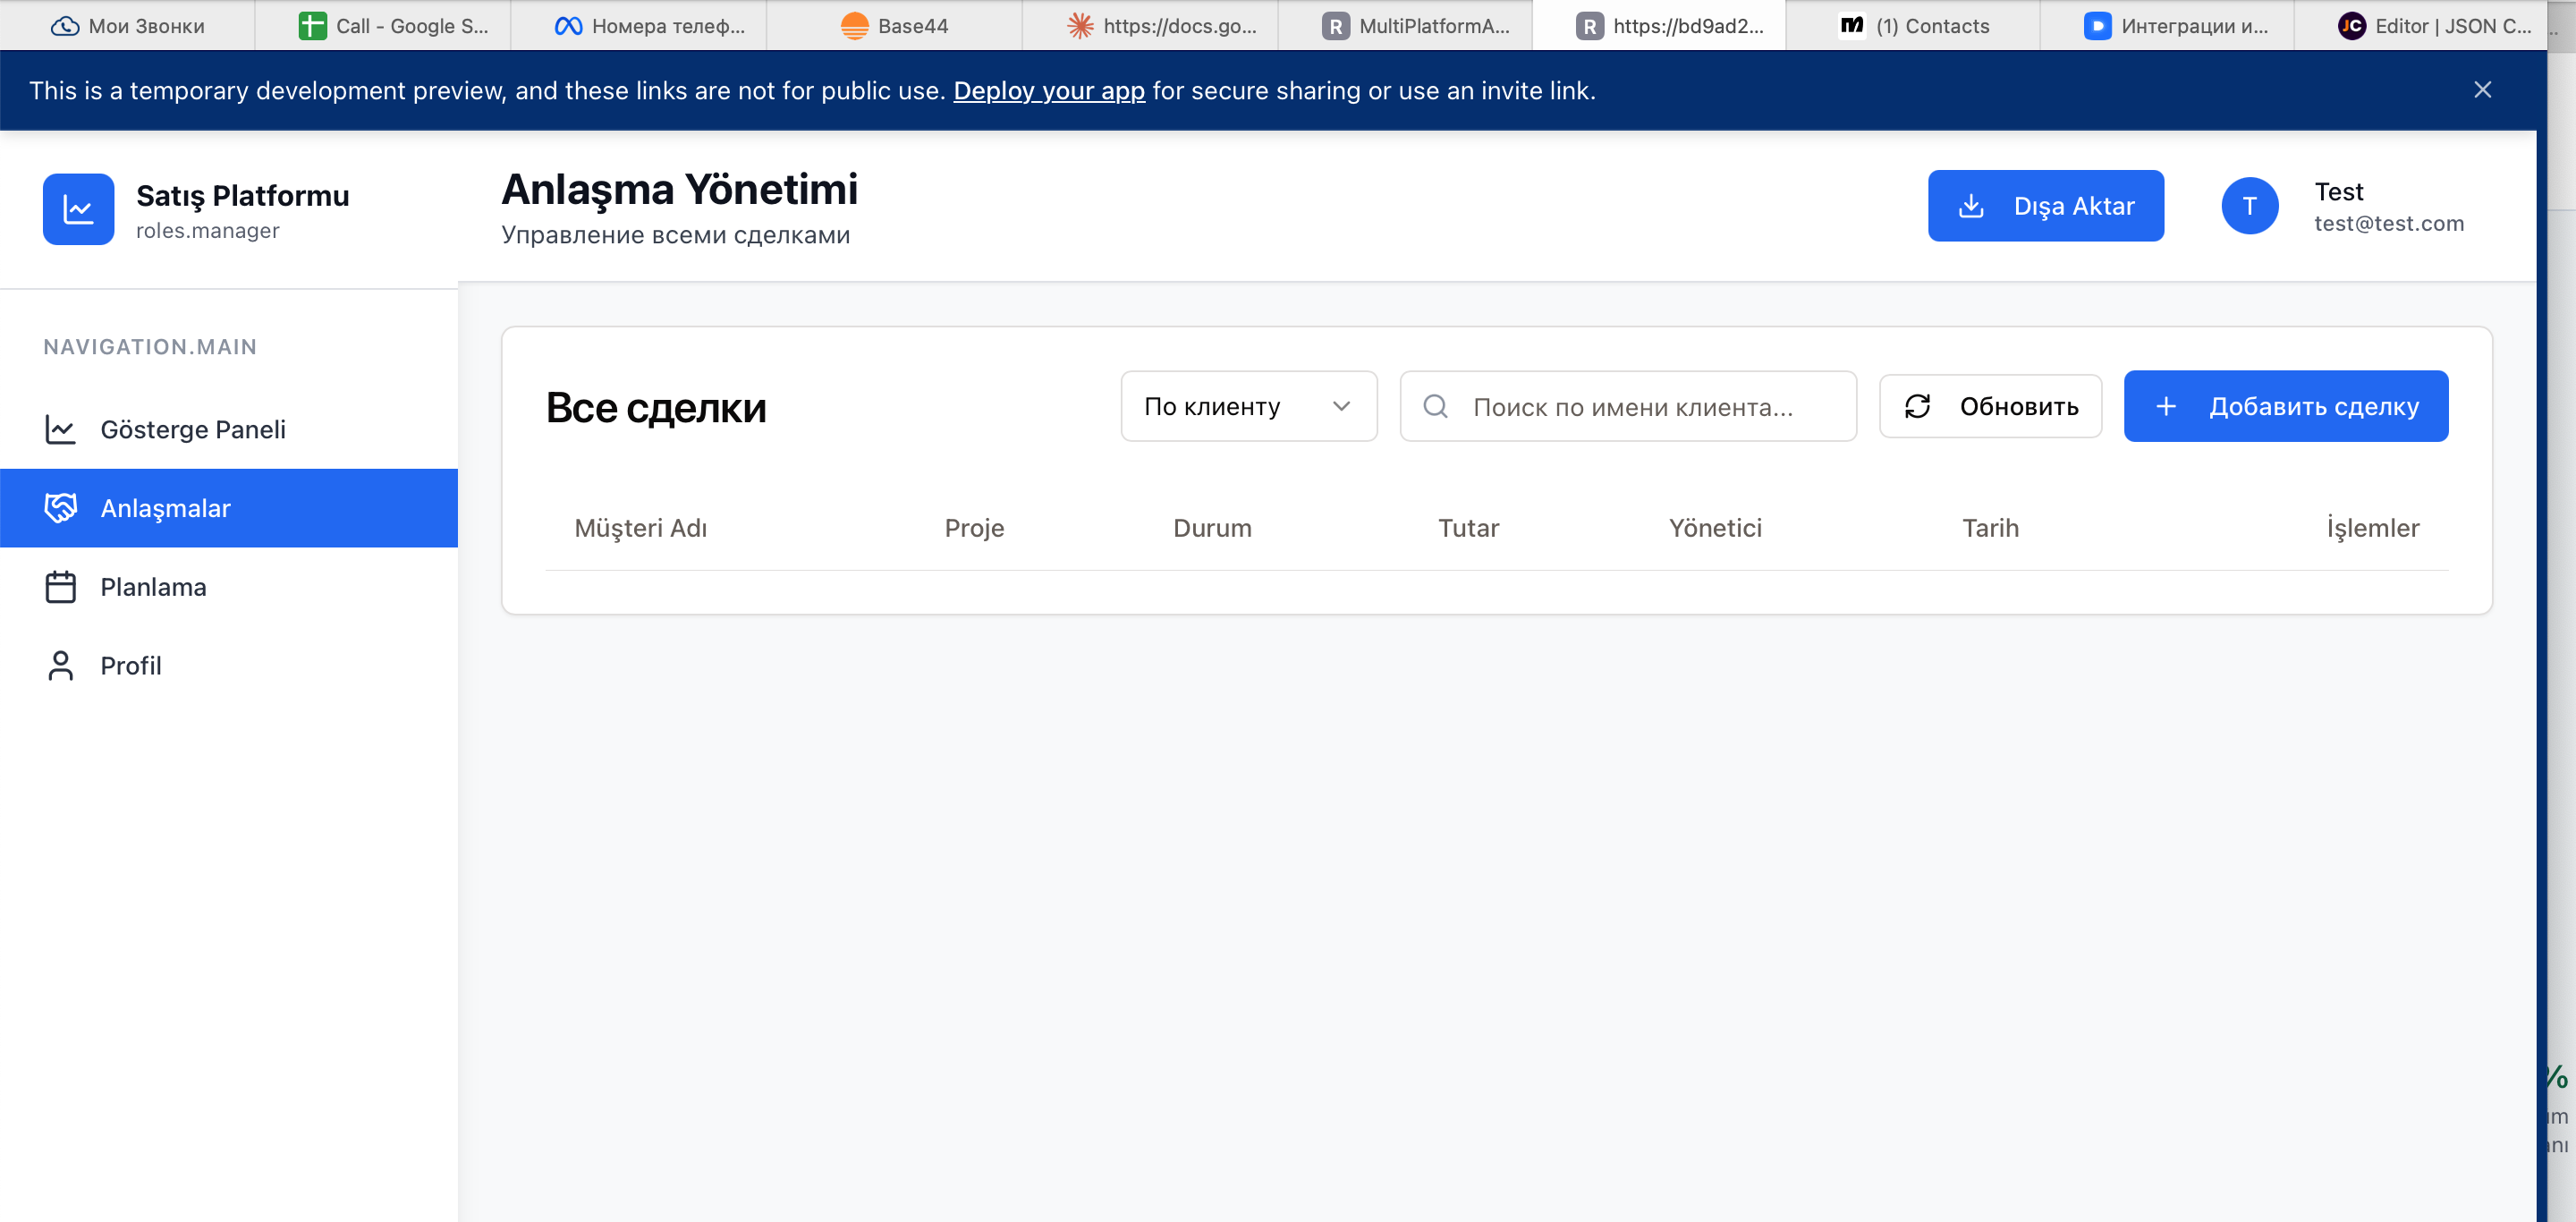 Мои Звонки
Call - Google S...
Номера телеф...
Base44
https://docs.go...
MultiPlatformA...
https://bd9ad2...
(1) Contacts
Интеграции и...
Editor | JSON C...
This is a temporary development preview, and these links are not for public use. Deploy your app for secure sharing or use an invite link.
Satış Platformu
roles.manager
Anlaşma Yönetimi
Управление всеми сделками
Dışa Aktar
T
Test
test@test.com
NAVIGATION.MAIN
Gösterge Paneli
Anlaşmalar
Planlama
Profil
Все сделки
По клиенту
Поиск по имени клиента...
Обновить
Добавить сделку
Müşteri Adı
Proje
Durum
Tutar
Yönetici
Tarih
İşlemler
%